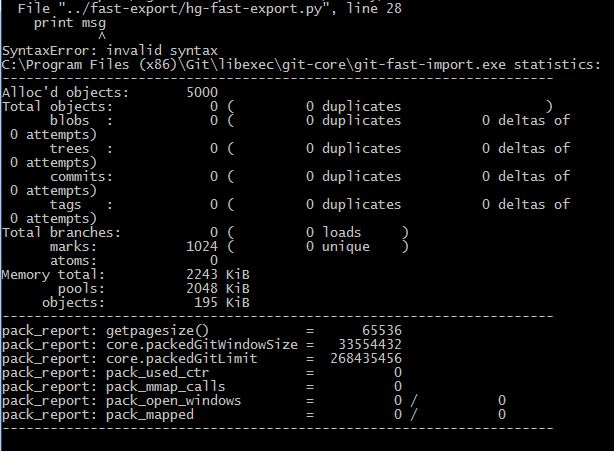 File "../fast-export/hg-fast-export.py", line 28
print msg
^
SyntaxError: invalid syntax
C:\Program Files (x86)\Git\libexec\git-core\git-fast-import.exe statistics:
---------------------------------------------------------------------
Alloc'd objects:       5000
Total objects:            0 (         0 duplicates                  )
      blobs  :            0 (         0 duplicates          0 deltas of
 0 attempts)
      trees  :            0 (         0 duplicates          0 deltas of
 0 attempts)
      commits:            0 (         0 duplicates          0 deltas of
 0 attempts)
      tags   :            0 (         0 duplicates          0 deltas of
 0 attempts)
Total branches:           0 (         0 loads     )
      marks:           1024 (         0 unique    )
      atoms:              0
Memory total:          2243 KiB
       pools:          2048 KiB
     objects:           195 KiB
---------------------------------------------------------------------
pack_report: getpagesize()            =      65536
pack_report: core.packedGitWindowSize =   33554432
pack_report: core.packedGitLimit      =  268435456
pack_report: pack_used_ctr            =          0
pack_report: pack_mmap_calls          =          0
pack_report: pack_open_windows        =          0 /          0
pack_report: pack_mapped              =          0 /          0
---------------------------------------------------------------------